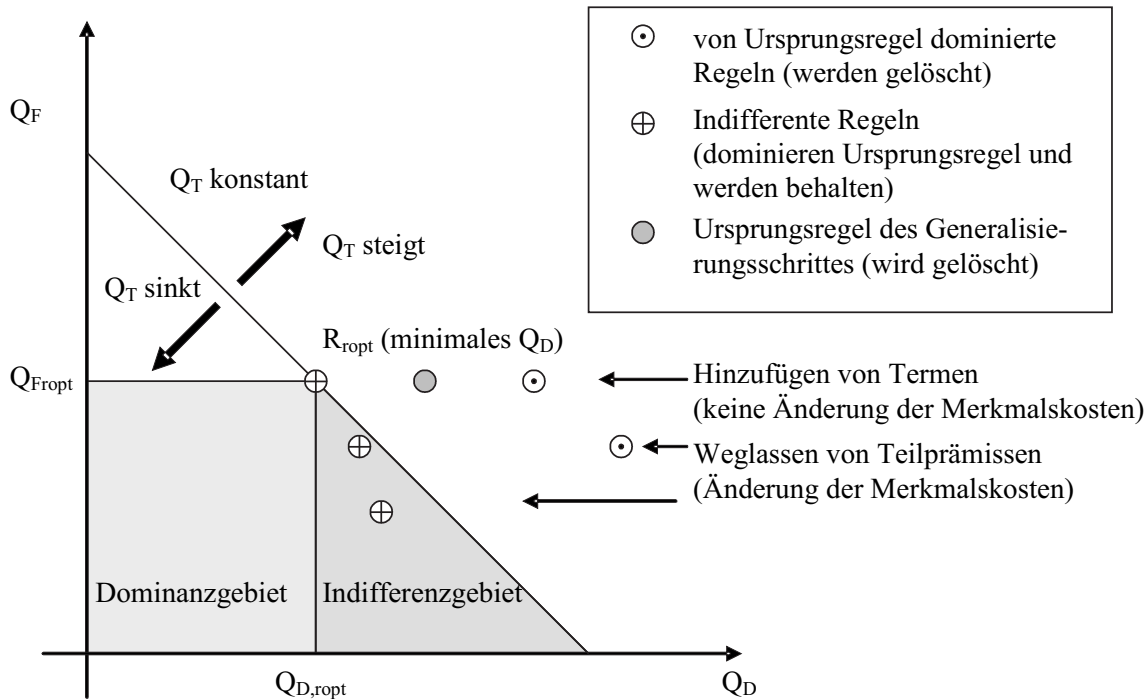 von Ursprungsregel dominierte
Regeln (werden gelöscht)
Indifferente Regeln
(dominieren Ursprungsregel und
werden behalten)
Ursprungsregel des Generalisie-
rungsschrittes (wird gelöscht)
Q_F
Q_T konstant
Q_T steigt
Q_T sinkt
R_ropt (minimales Q_D)
Q_Fropt
Hinzufügen von Termen
(keine Änderung der Merkmalskosten)
Weglassen von Teilprämissen
(Änderung der Merkmalskosten)
Dominanzgebiet
Indifferenzgebiet
Q_D,ropt
Q_D